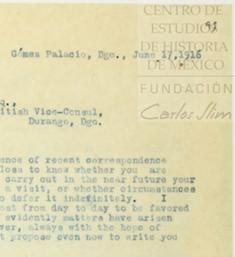 CENTRO DE
ESTUDIOS
DE HISTORIA
DE MÉXICO
FUNDACIÓN
Carlos Slim
Gómez Palacio, Dgo., June 17, 1916
q.,
itish Vice-Consul,
Durango, Dgo.
ence of recent correspondence
loss to know whether you are
carry out in the near future your
a visit, or whether circumstances
o defer it indefinitely. I
ost from day to day to be favored
evidently matters have arisen
ver, always with the hope of
t propose even now to write you